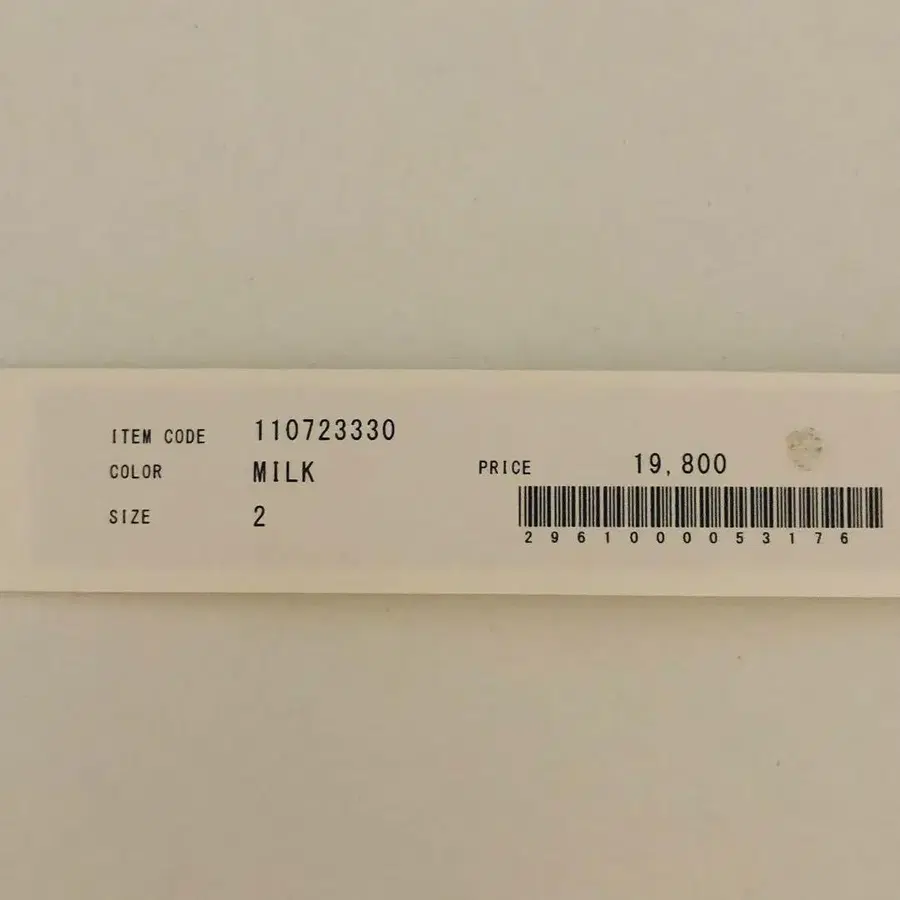 ITEM CODE 110723330
COLOR MILK
PRICE 19,800
SIZE 2
2961000053176